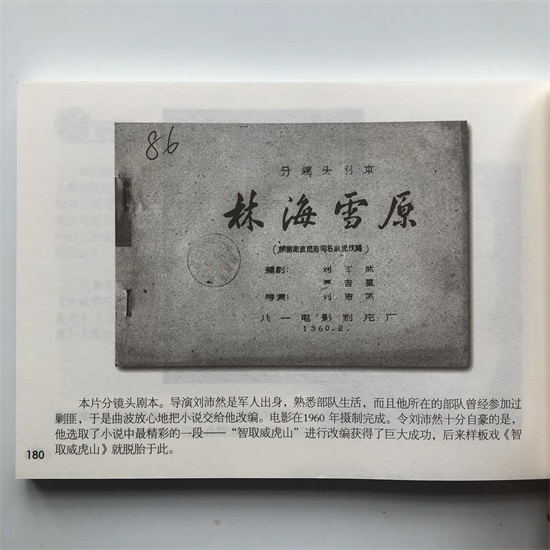 86
分镜头剧本
林海雪原
编剧：刘沛然
导演：刘沛然
八一电影制片厂
1960.2.
本片分镜头剧本。导演刘沛然是军人出身，熟悉部队生活，而且他所在的部队曾经参加过
剿匪，于是曲波放心地把小说交给他改编。电影在1960 年摄制完成。令刘沛然十分自豪的是，
他选取了小说中最精彩的一段——“智取威虎山”进行改编获得了巨大成功，后来样板戏《智
取威虎山》就脱胎于此。
180